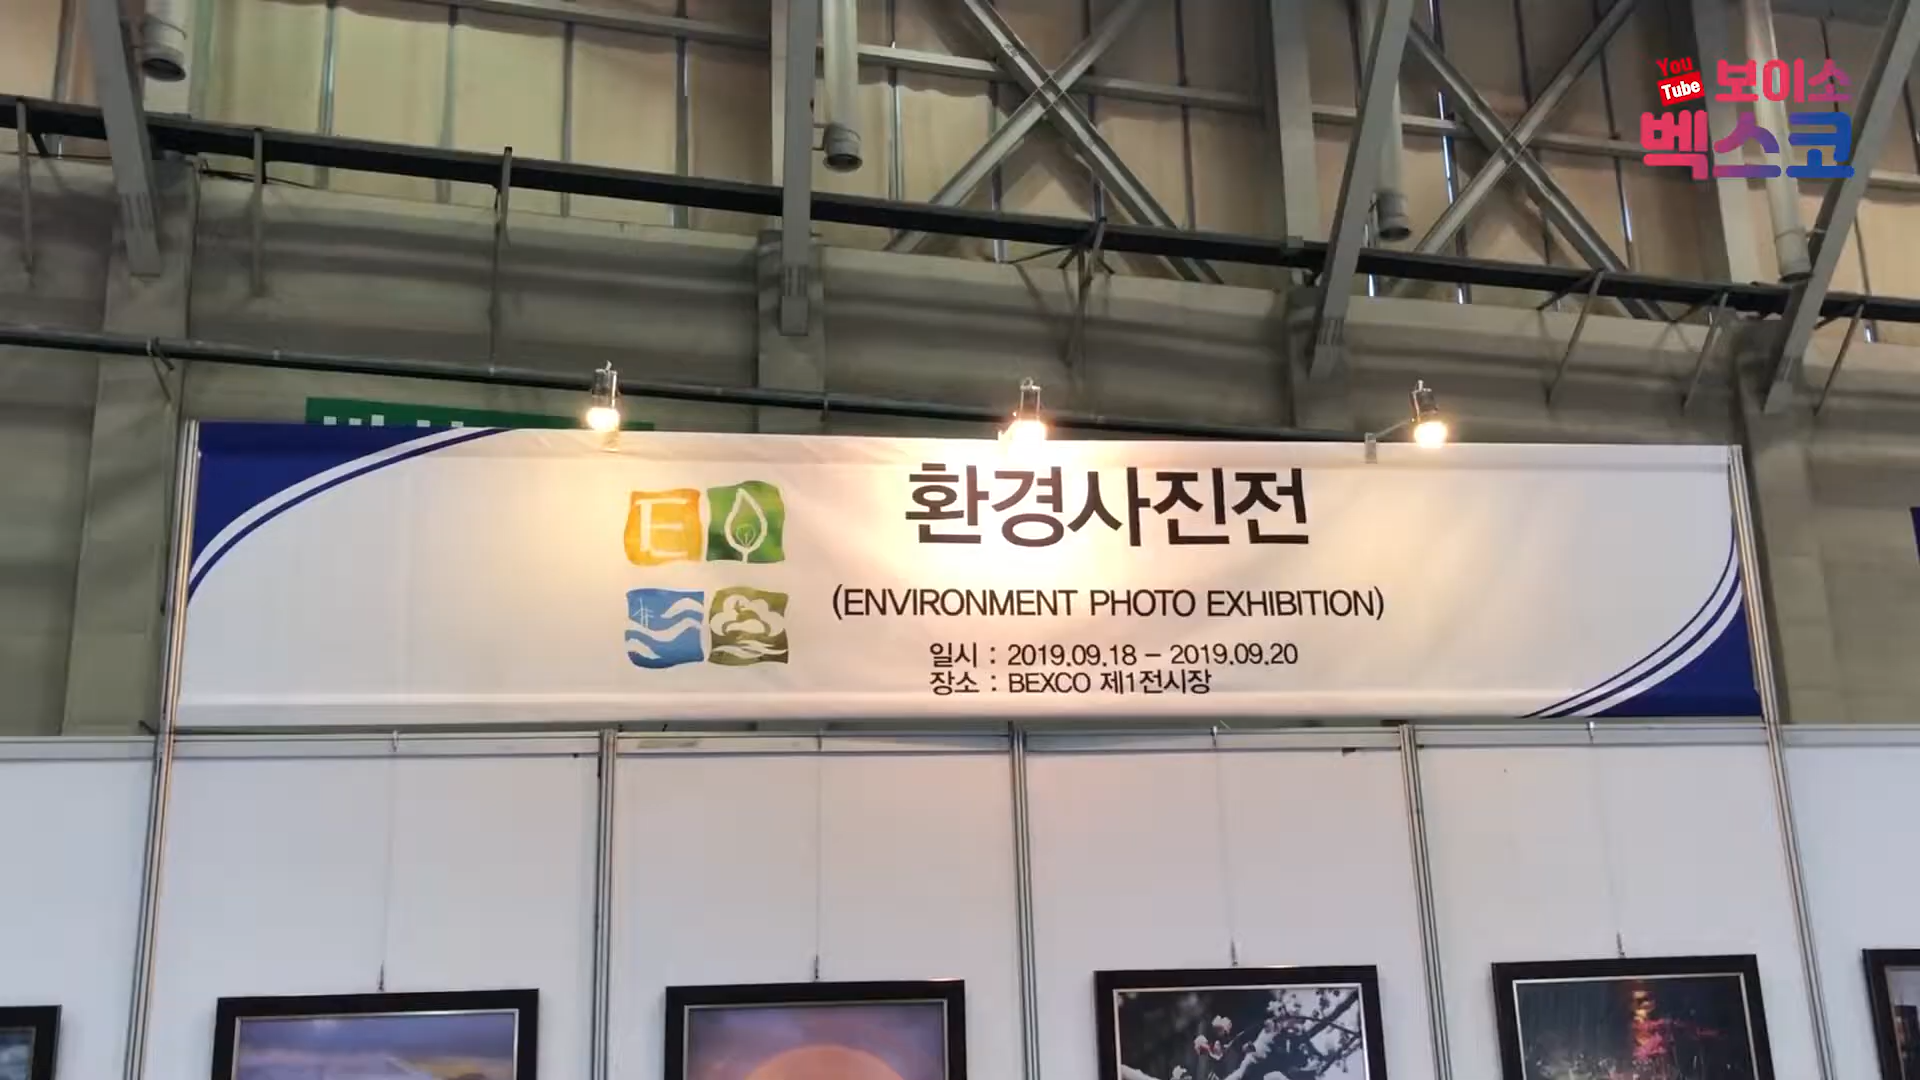 You
Tube 보이소
벡스코
E
환경사진전
(ENVIRONMENT PHOTO EXHIBITION)
일시 : 2019.09.18 - 2019.09.20
장소 : BEXCO 제1전시장